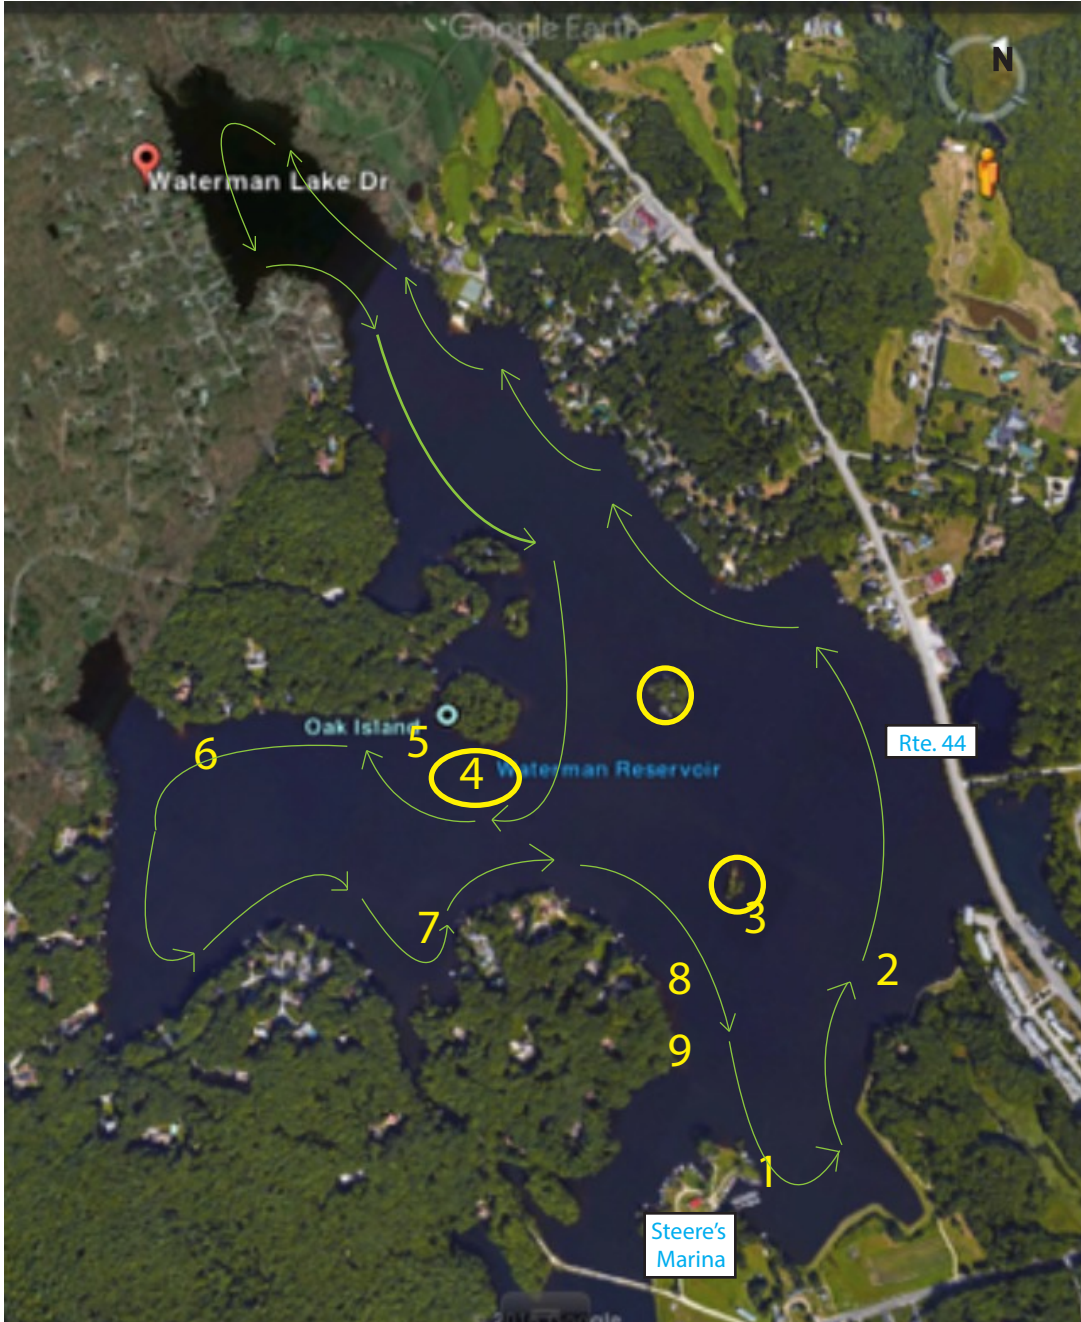 Google Earth
N
Waterman Lake Dr
Oak Island
5
6
4
Waterman Reservoir
Rte. 44
3
7
8
2
9
1
Steere's
Marina